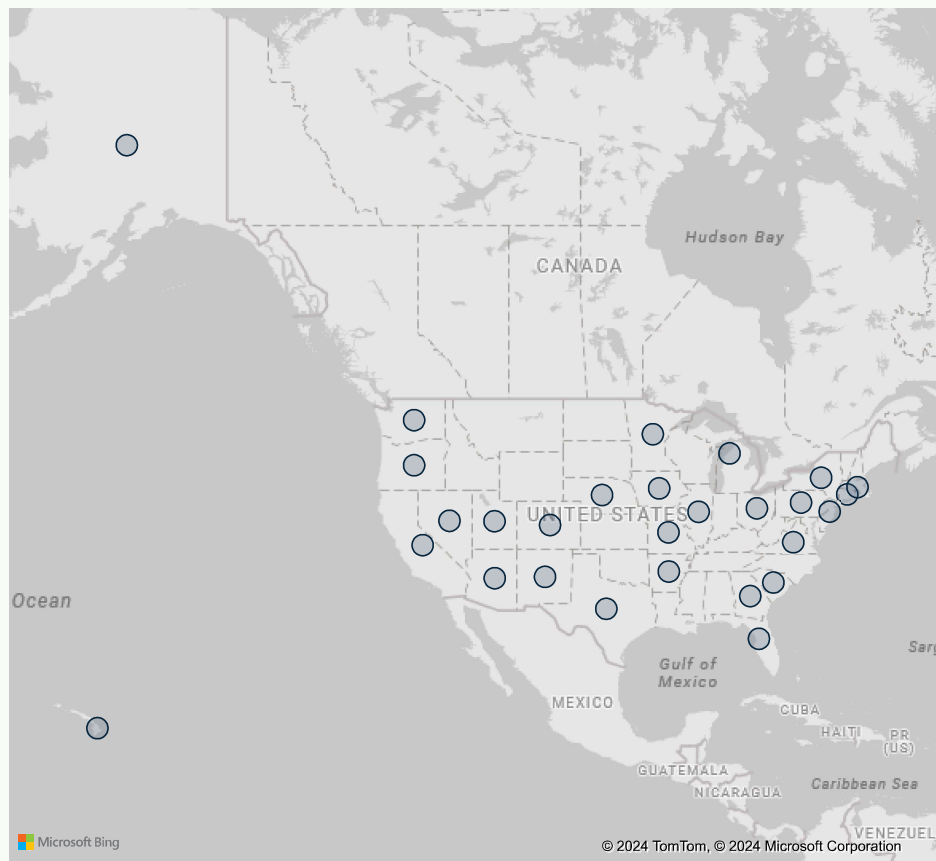 Hudson Bay
CANADA
UNITED STATES
Ocean
Gulf of
Mexico
MEXICO
CUBA
HAITI
PR
(US)
GUATEMALA
NICARAGUA
Caribbean Sea
VENEZUEL
Sarg
Microsoft Bing
© 2024 TomTom, © 2024 Microsoft Corporation